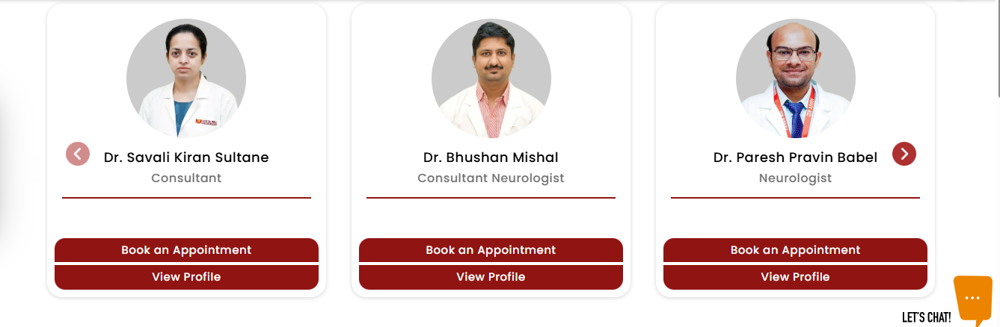 Dr. Savali Kiran Sultane
Consultant
Book an Appointment
View Profile
Dr. Bhushan Mishal
Consultant Neurologist
Book an Appointment
View Profile
Dr. Paresh Pravin Babel
Neurologist
Book an Appointment
View Profile
LET'S CHAT!